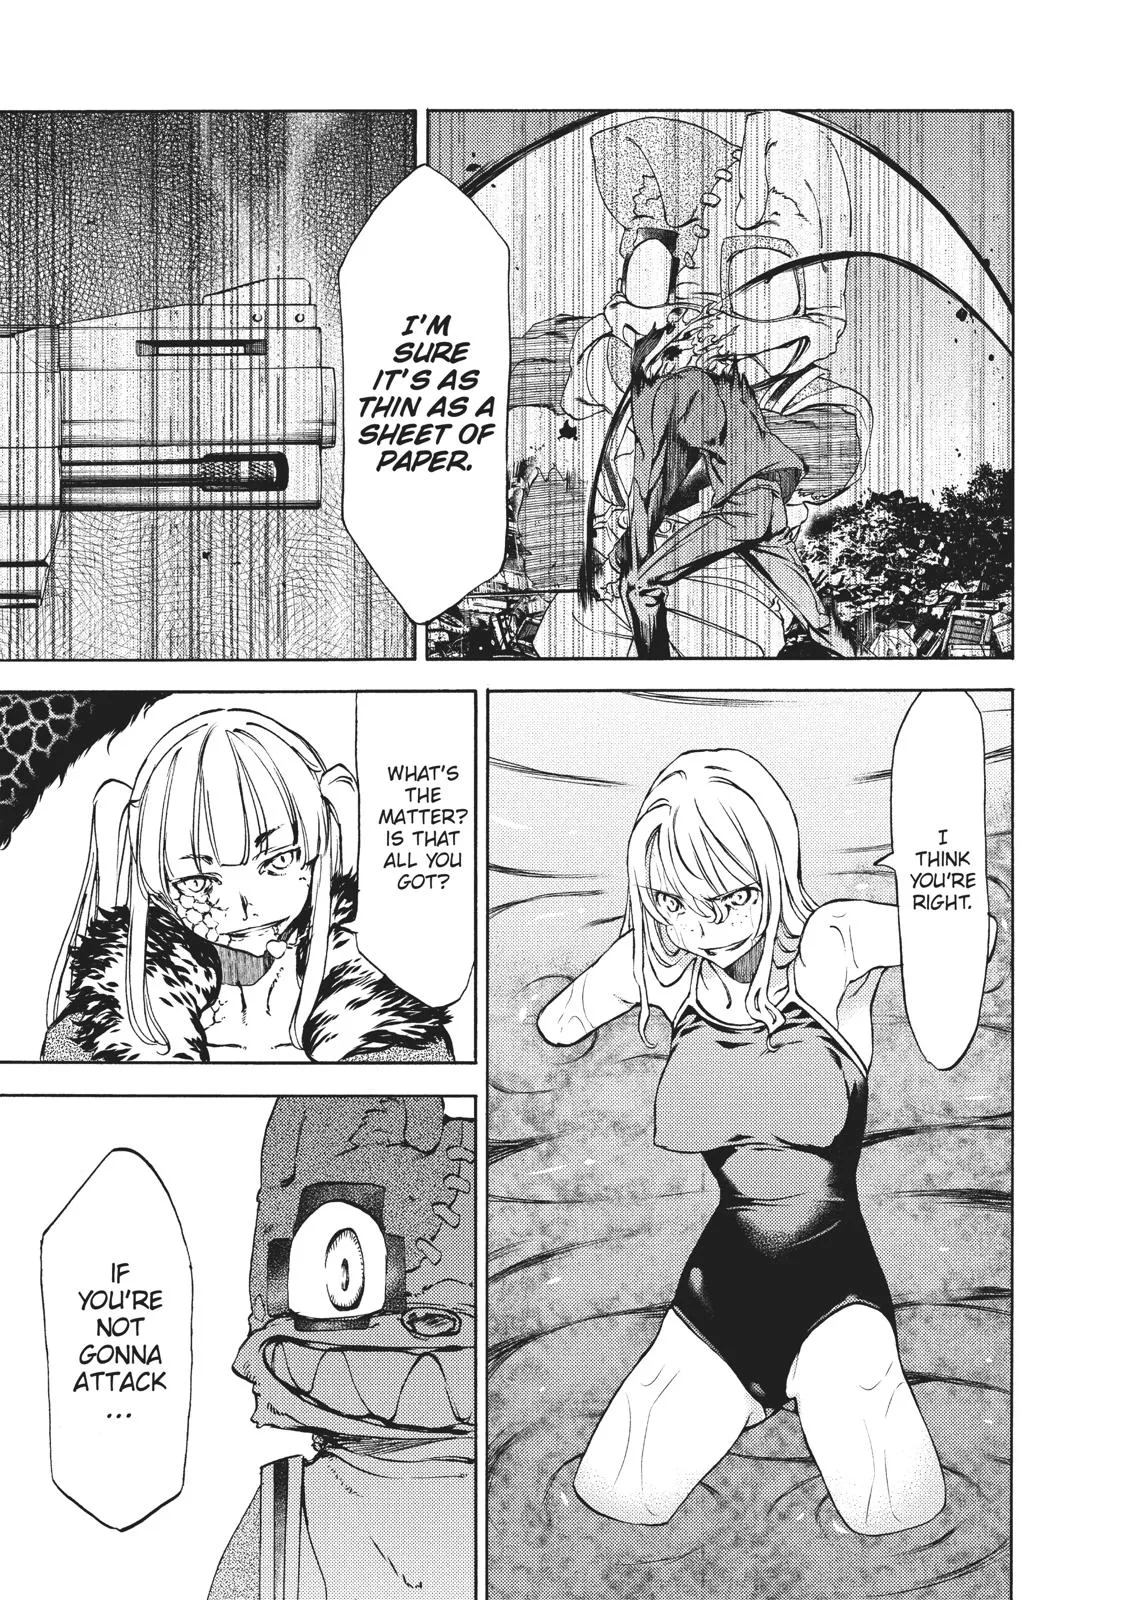 I'M
SURE
IT'S AS
THIN AS A
SHEET OF
PAPER.
I
THINK
YOU'RE
RIGHT.
WHAT'S
THE
MATTER?
IS THAT
ALL YOU
GOT?
IF
YOU'RE
NOT
GONNA
ATTACK
...